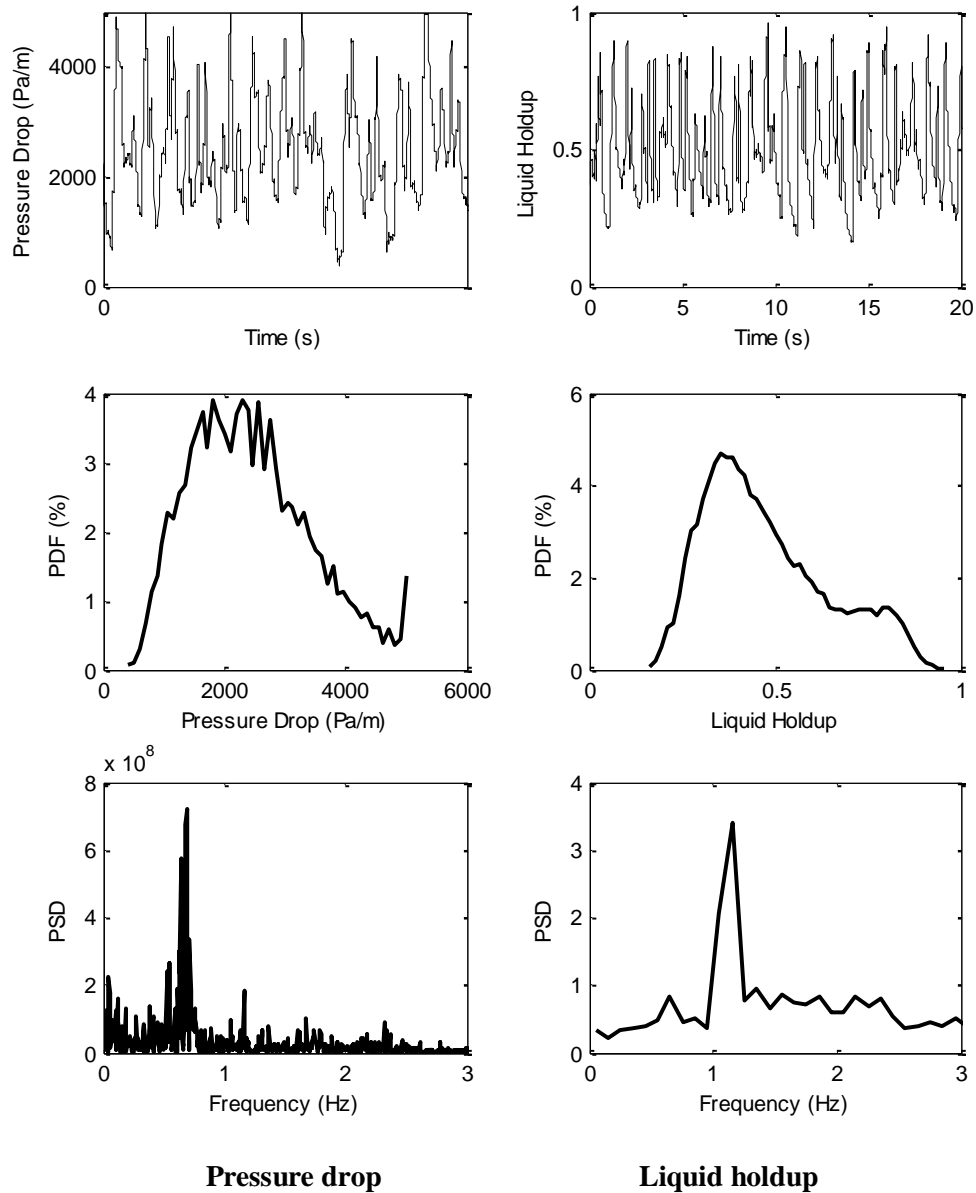 4000
2000
0
Pressure Drop (Pa/m)
0
Time (s)
1
0.5
0
Liquid Holdup
0 5 10 15 20
Time (s)
4
3
2
1
0
PDF (%)
0 2000 4000 6000
Pressure Drop (Pa/m)
6
4
2
0
PDF (%)
0 0.5 1
Liquid Holdup
x 10^8
8
6
4
2
0
PSD
0 1 2 3
Frequency (Hz)
4
3
2
1
0
PSD
0 1 2 3
Frequency (Hz)
Pressure drop
Liquid holdup